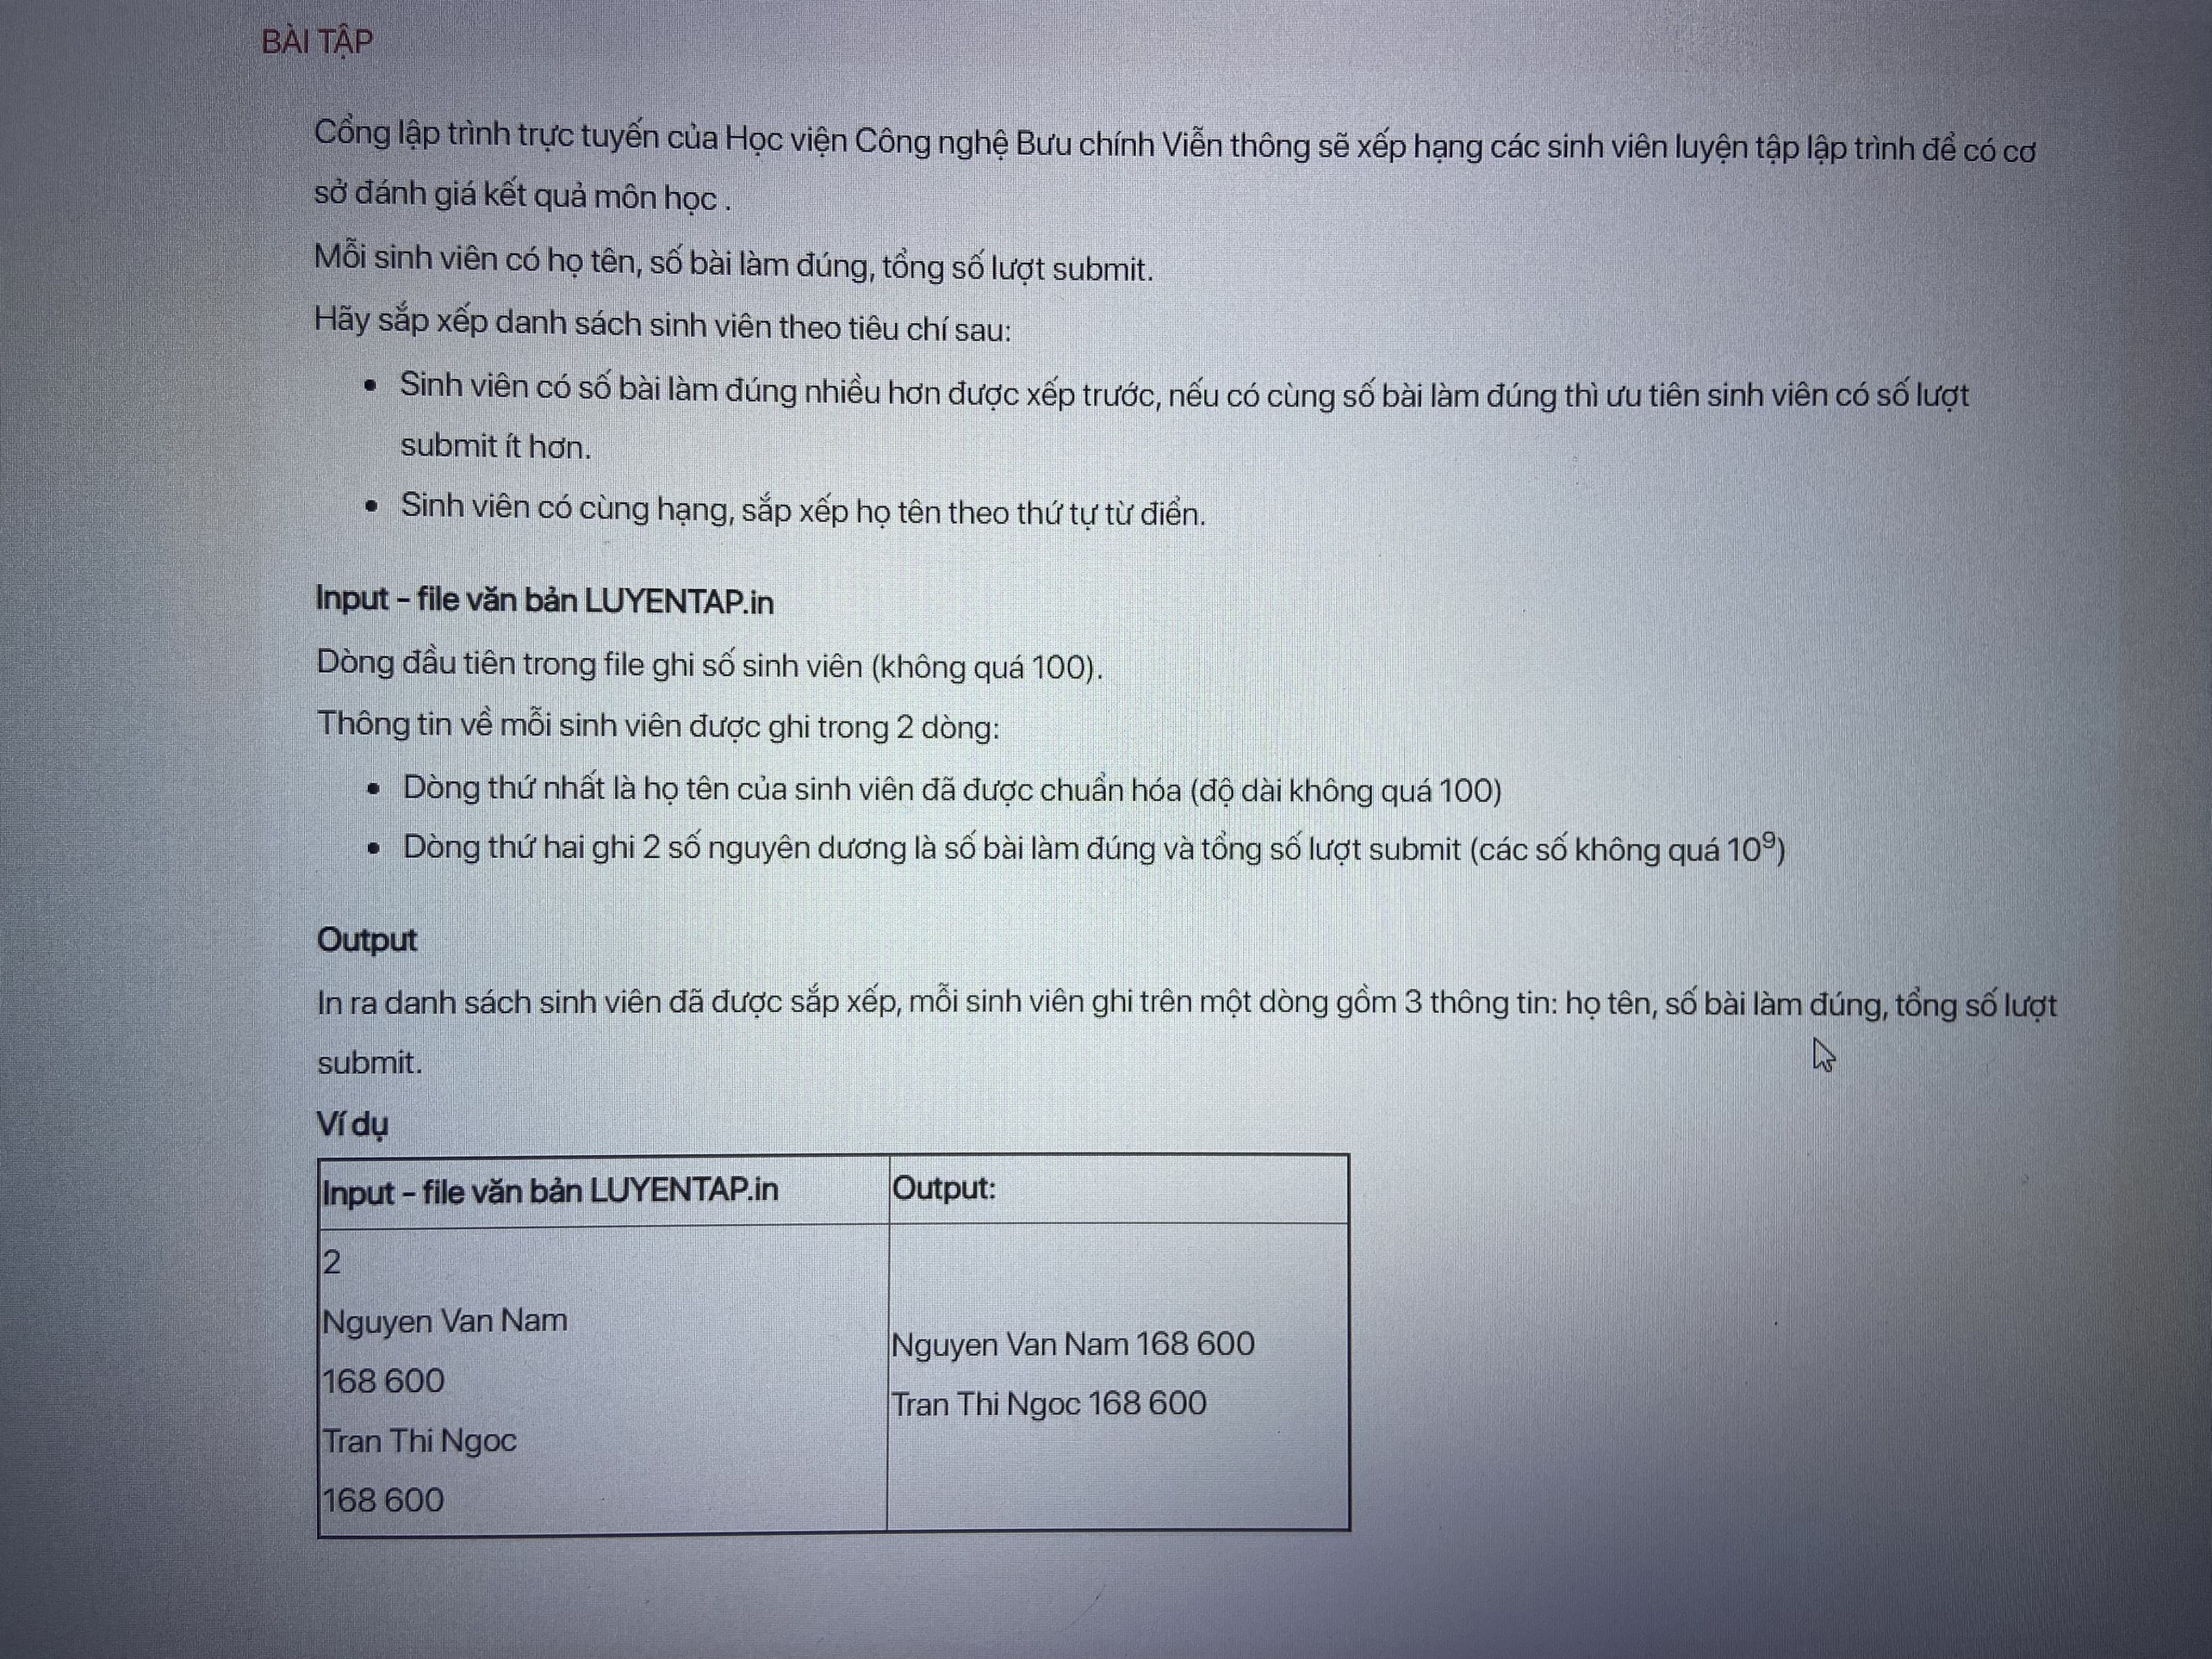 BÀI TẬP
Cổng lập trình trực tuyến của Học viện Công nghệ Bưu chính Viễn thông sẽ xếp hạng các sinh viên luyện tập lập trình để có cơ
sở đánh giá kết quả môn học .
Mỗi sinh viên có họ tên, số bài làm đúng, tổng số lượt submit.
Hãy sắp xếp danh sách sinh viên theo tiêu chí sau:
• Sinh viên có số bài làm đúng nhiều hơn được xếp trước, nếu có cùng số bài làm đúng thì ưu tiên sinh viên có số lượt
submit ít hơn.
• Sinh viên có cùng hạng, sắp xếp họ tên theo thứ tự từ điển.
Input – file văn bản LUYENTAP.in
Dòng đầu tiên trong file ghi số sinh viên (không quá 100).
Thông tin về mỗi sinh viên được ghi trong 2 dòng:
• Dòng thứ nhất là họ tên của sinh viên đã được chuẩn hóa (độ dài không quá 100)
• Dòng thứ hai ghi 2 số nguyên dương là số bài làm đúng và tổng số lượt submit (các số không quá 10⁹)
Output
In ra danh sách sinh viên đã được sắp xếp, mỗi sinh viên ghi trên một dòng gồm 3 thông tin: họ tên, số bài làm đúng, tổng số lượt
submit.
Ví dụ
Input – file văn bản LUYENTAP.in
Output:
2
Nguyen Van Nam
168 600
Tran Thi Ngoc
168 600
Nguyen Van Nam 168 600
Tran Thi Ngoc 168 600